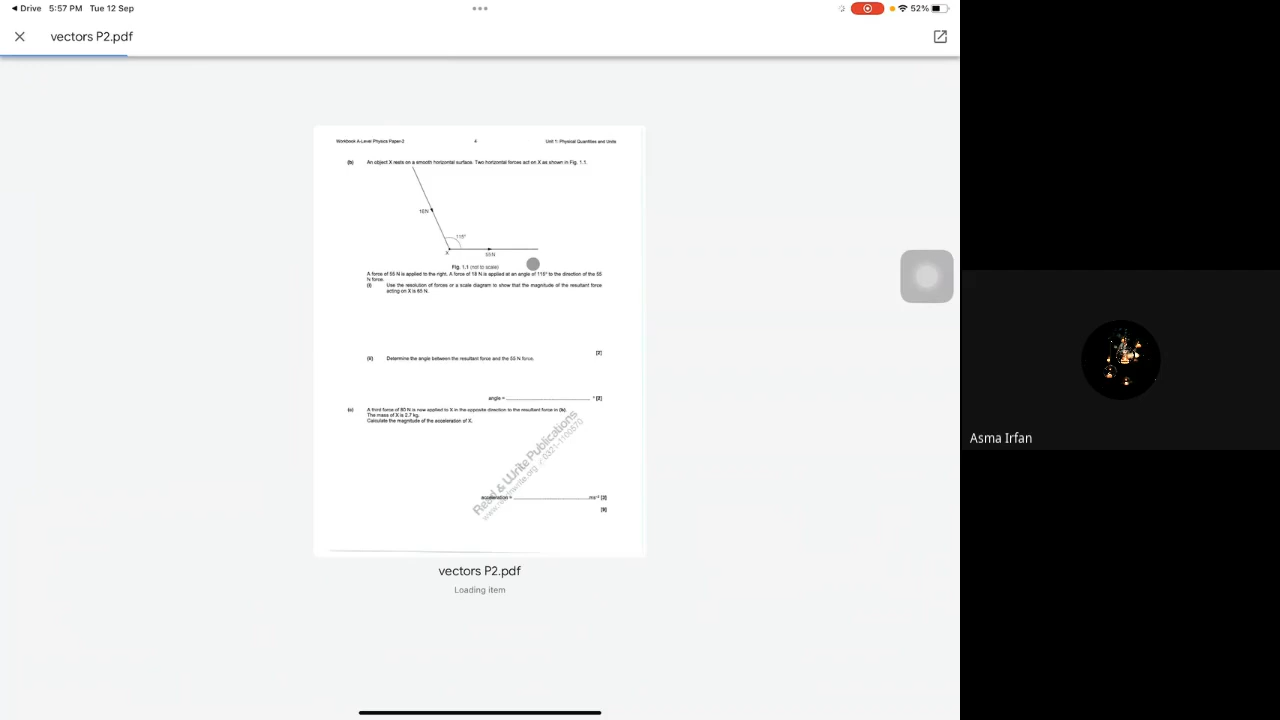 Drive 5:57 PM Tue 12 Sep
52%
vectors P2.pdf
Workbook A-Level Physics Paper-2 4 Unit 1: Physical Quantities and Units
(b) An object X rests on a smooth horizontal surface. Two horizontal forces act on X as shown in Fig. 1.1.
18N
115°
X
55N
Fig. 1.1 (not to scale)
A force of 55 N is applied to the right. A force of 18 N is applied at an angle of 115° to the direction of the 55
N force.
(i) Use the resolution of forces or a scale diagram to show that the magnitude of the resultant force
acting on X is 65 N.
[2]
(ii) Determine the angle between the resultant force and the 55 N force.
angle = ° [2]
(c) A third force of 80 N is now applied to X in the opposite direction to the resultant force in (b).
The mass of X is 2.7 kg.
Calculate the magnitude of the acceleration of X.
Read & Write Publications
acceleration = ms-2 [3]
[9]
vectors P2.pdf
Loading item
Asma Irfan